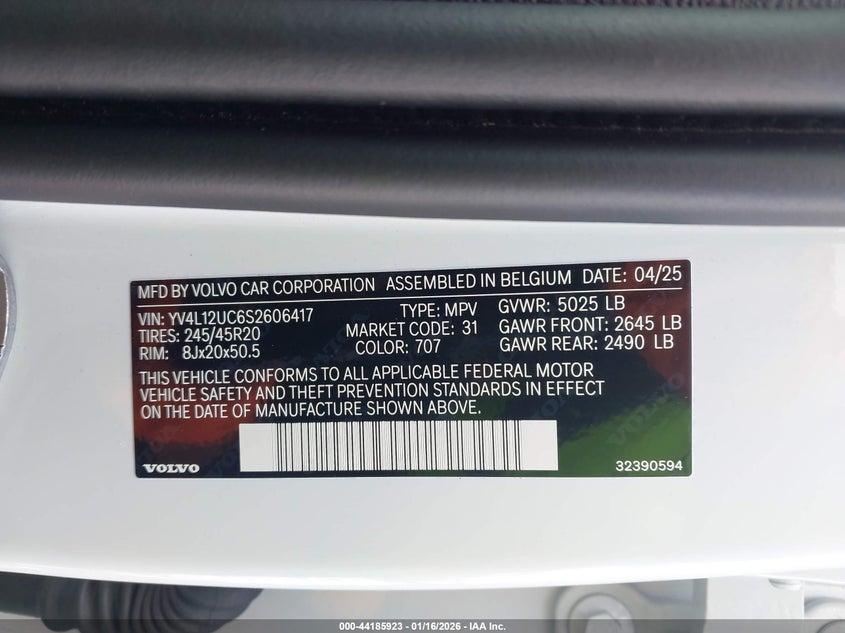 MFD BY VOLVO CAR CORPORATION ASSEMBLED IN BELGIUM DATE: 04/25
VIN: YV4L12UC6S2606417 TYPE: MPV GVWR: 5025 LB
TIRES: 245/45R20 MARKET CODE: 31 GAWR FRONT: 2645 LB
RIM: 8Jx20x50.5 COLOR: 707 GAWR REAR: 2490 LB
THIS VEHICLE CONFORMS TO ALL APPLICABLE FEDERAL MOTOR
VEHICLE SAFETY AND THEFT PREVENTION STANDARDS IN EFFECT
ON THE DATE OF MANUFACTURE SHOWN ABOVE.
VOLVO 32390594
000-44185923 - 01/16/2026 - IAA Inc.